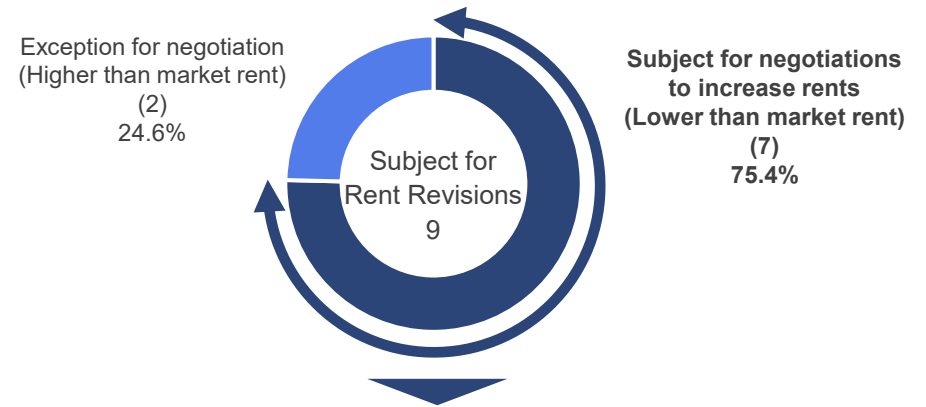 Exception for negotiation
(Higher than market rent)
(2)
24.6%
Subject for negotiations
to increase rents
(Lower than market rent)
(7)
75.4%
Subject for
Rent Revisions
9